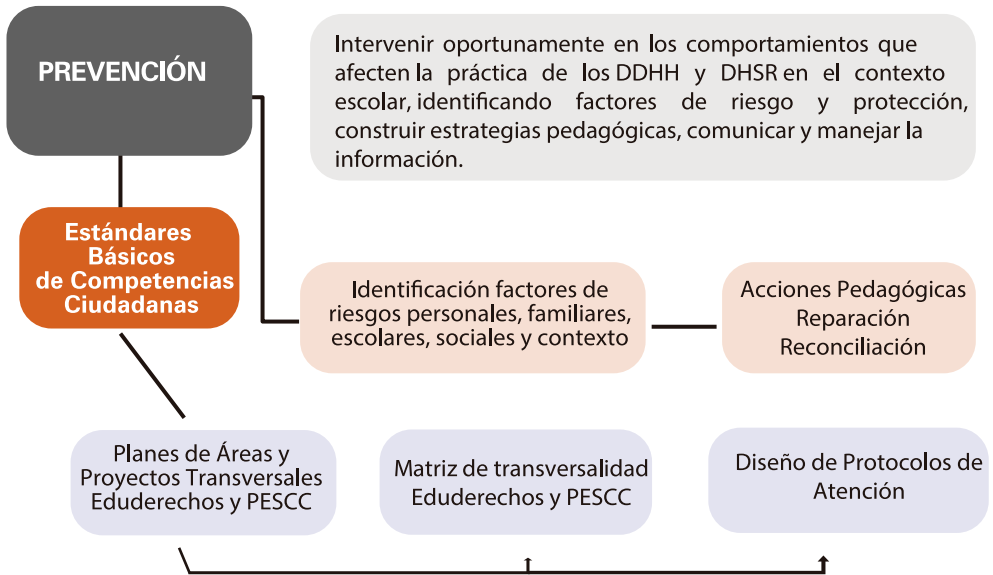 PREVENCIÓN
Intervenir oportunamente en los comportamientos que
afecten la práctica de los DDHH y DHSR en el contexto
escolar, identificando factores de riesgo y protección,
construir estrategias pedagógicas, comunicar y manejar la
información.
Estándares
Básicos
de Competencias
Ciudadanas
Identificación factores de
riesgos personales, familiares,
escolares, sociales y contexto
Acciones Pedagógicas
Reparación
Reconciliación
Planes de Áreas y
Proyectos Transversales
Eduderechos y PESCC
Matriz de transversalidad
Eduderechos y PESCC
Diseño de Protocolos de
Atención